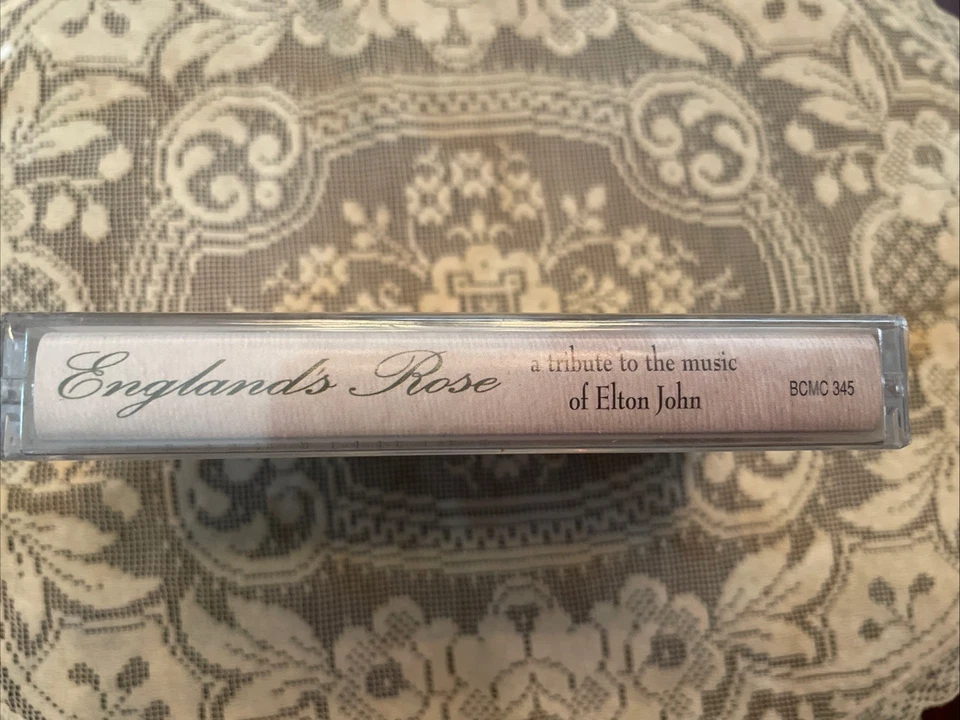 England's Rose
a tribute to the music
of Elton John
BCMC 345